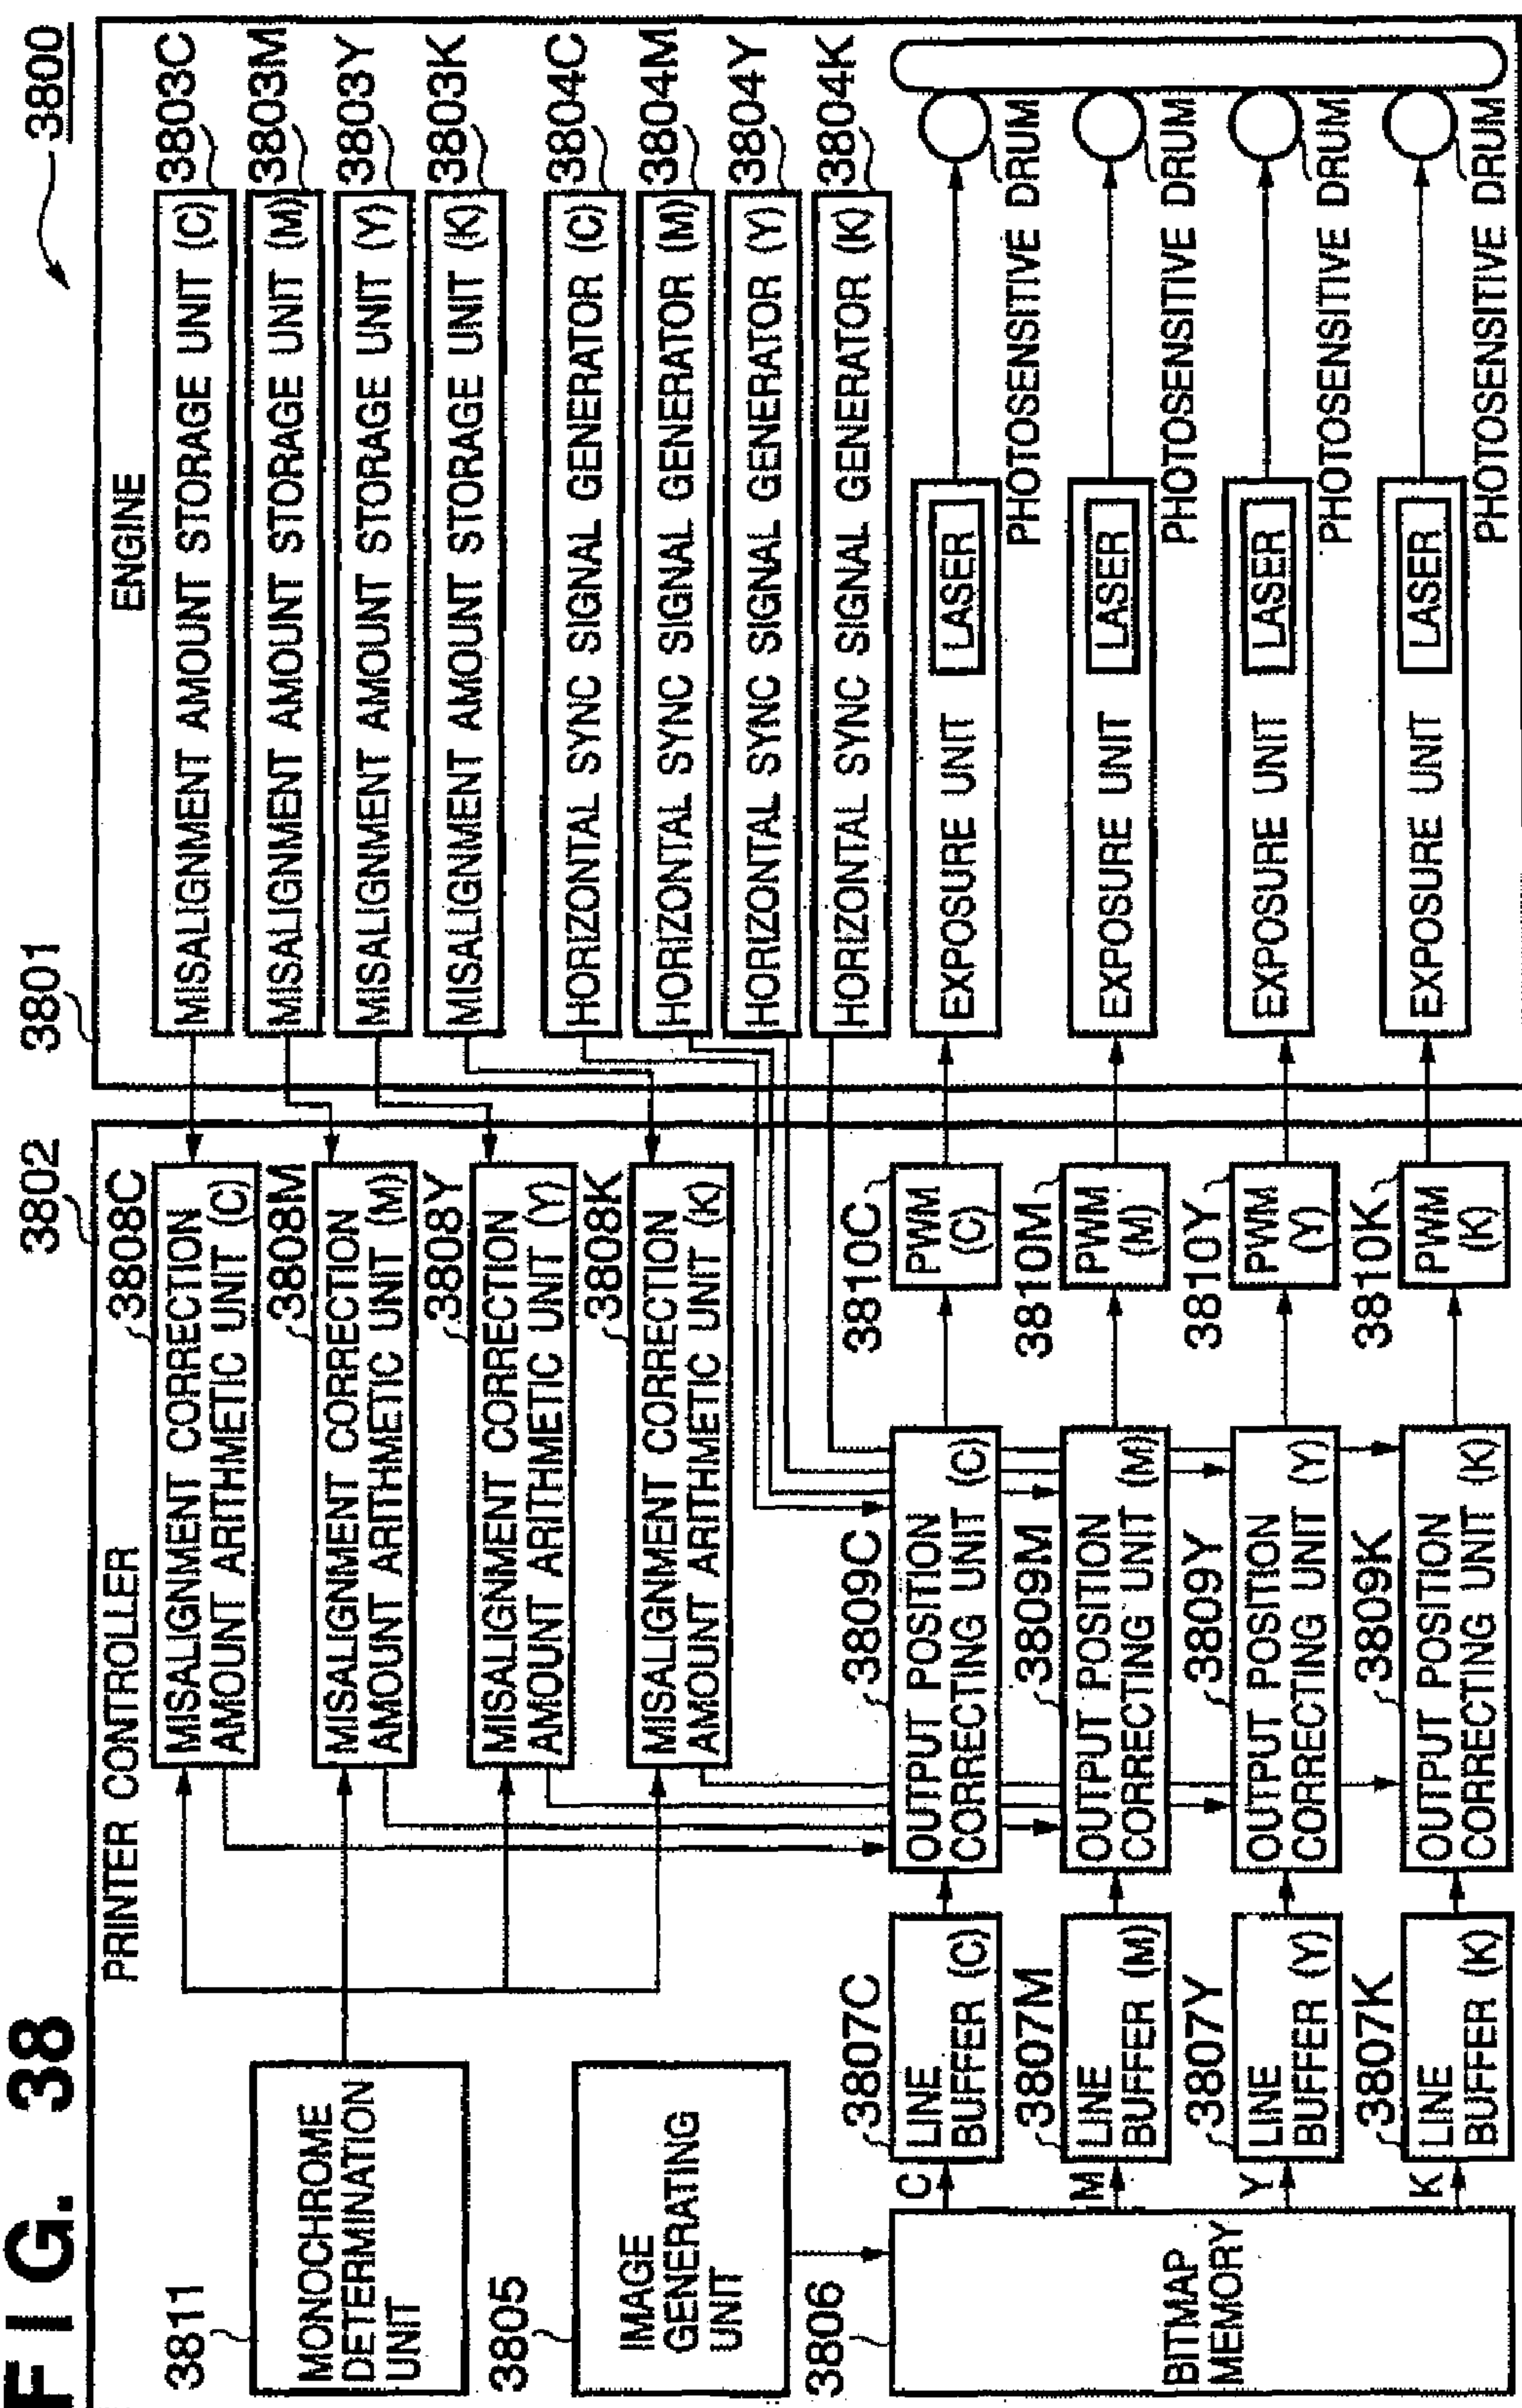 FIG. 38
3800
3802
3801
PRINTER CONTROLLER
ENGINE
3811
MONOCHROME
DETERMINATION
UNIT
3805
IMAGE
GENERATING
UNIT
3806
BITMAP
MEMORY
3808C
MISALIGNMENT CORRECTION
AMOUNT ARITHMETIC UNIT (C)
3808M
MISALIGNMENT CORRECTION
AMOUNT ARITHMETIC UNIT (M)
3808Y
MISALIGNMENT CORRECTION
AMOUNT ARITHMETIC UNIT (Y)
3808K
MISALIGNMENT CORRECTION
AMOUNT ARITHMETIC UNIT (K)
MISALIGNMENT AMOUNT STORAGE UNIT (C)
3803C
MISALIGNMENT AMOUNT STORAGE UNIT (M)
3803M
MISALIGNMENT AMOUNT STORAGE UNIT (Y)
3803Y
MISALIGNMENT AMOUNT STORAGE UNIT (K)
3803K
HORIZONTAL SYNC SIGNAL GENERATOR (C)
3804C
HORIZONTAL SYNC SIGNAL GENERATOR (M)
3804M
HORIZONTAL SYNC SIGNAL GENERATOR (Y)
3804Y
HORIZONTAL SYNC SIGNAL GENERATOR (K)
3804K
C
3807C
LINE
BUFFER (C)
3809C
OUTPUT POSITION
CORRECTING UNIT (C)
3810C
PWM
(C)
EXPOSURE UNIT
LASER
PHOTOSENSITIVE DRUM
M
3807M
LINE
BUFFER (M)
3809M
OUTPUT POSITION
CORRECTING UNIT (M)
3810M
PWM
(M)
EXPOSURE UNIT
LASER
PHOTOSENSITIVE DRUM
Y
3807Y
LINE
BUFFER (Y)
3809Y
OUTPUT POSITION
CORRECTING UNIT (Y)
3810Y
PWM
(Y)
EXPOSURE UNIT
LASER
PHOTOSENSITIVE DRUM
K
3807K
LINE
BUFFER (K)
3809K
OUTPUT POSITION
CORRECTING UNIT (K)
3810K
PWM
(K)
EXPOSURE UNIT
LASER
PHOTOSENSITIVE DRUM